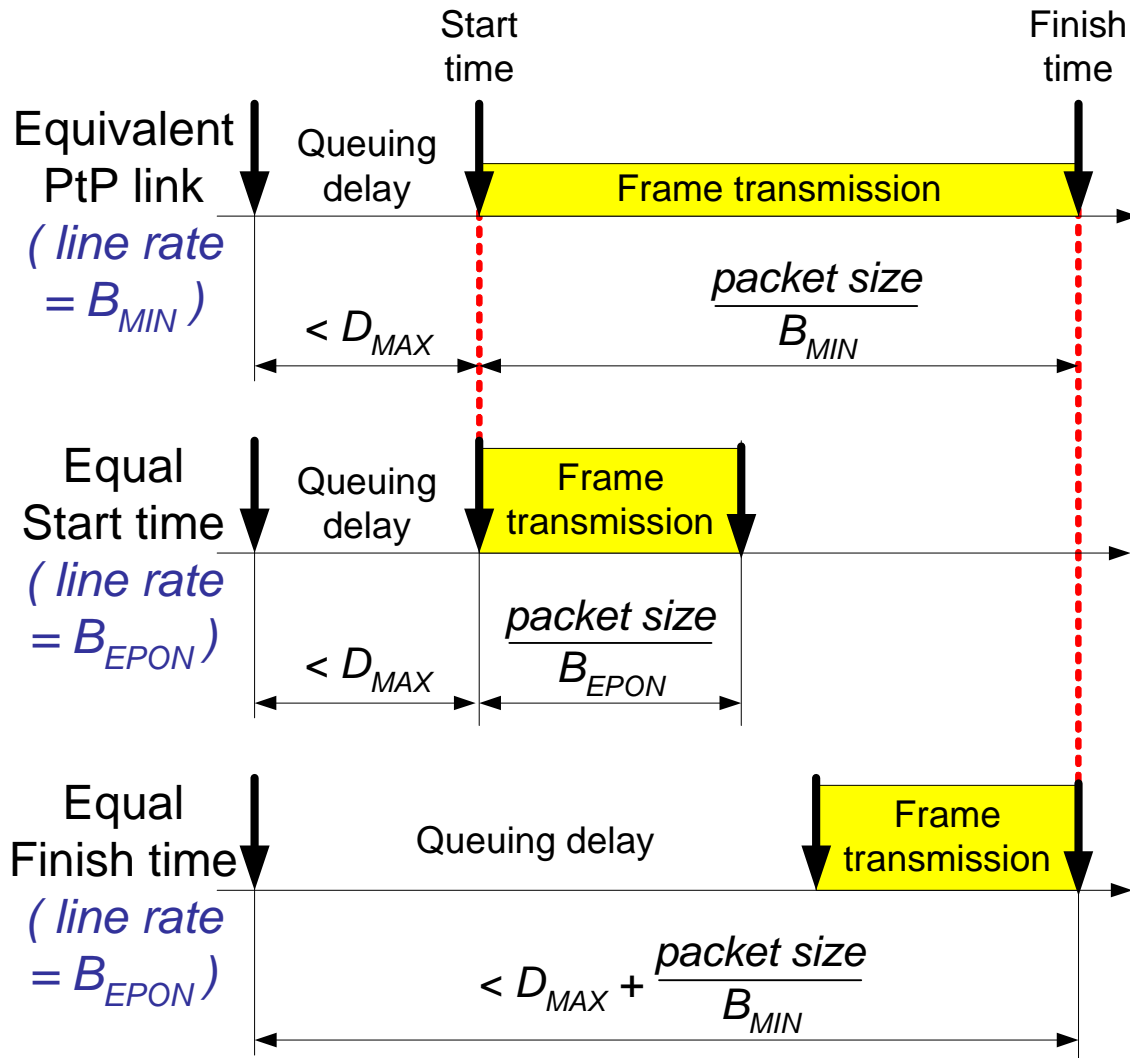 Start
time
Finish
time
Equivalent
PtP link
( line rate
= B_MIN )
Queuing
delay
Frame transmission
< D_MAX
packet size
B_MIN
Equal
Start time
( line rate
= B_EPON )
Queuing
delay
Frame
transmission
< D_MAX
packet size
B_EPON
Equal
Finish time
( line rate
= B_EPON )
Queuing delay
Frame
transmission
< D_MAX + packet size
B_MIN